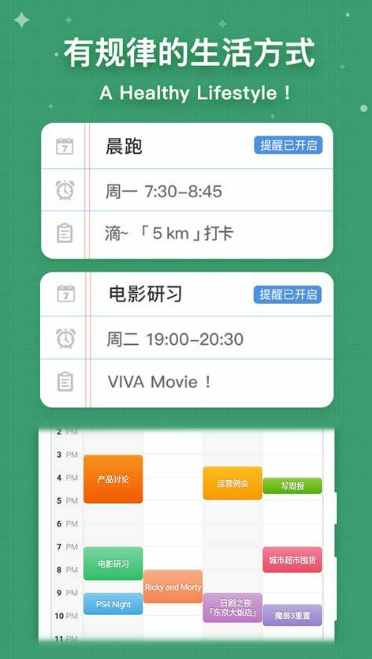 有规律的生活方式
A Healthy Lifestyle！
7
晨跑
提醒已开启
周一 7:30-8:45
滴~ 「5 km」打卡
7
电影研习
提醒已开启
周二 19:00-20:30
VIVA Movie！
2 PM
3 PM
4 PM
5 PM
6 PM
7 PM
8 PM
9 PM
10 PM
11 PM
产品讨论
运营例会
写周报
电影研习
城市超市囤货
Ricky and Morty
PS4 Night
日剧之夜
「东京大饭店」
魔兽3重置